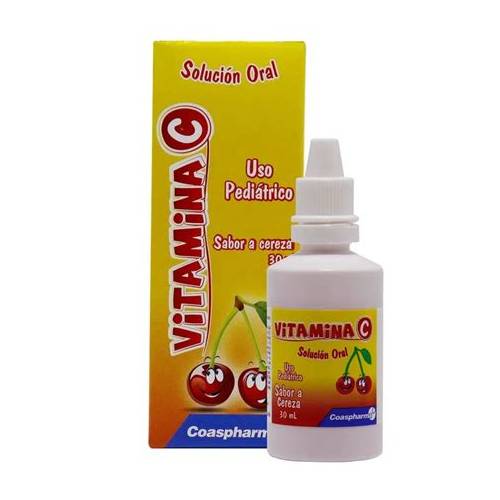 Solución Oral
VITAMINA C
Uso
Pediátrico
Sabor a cereza
Coaspharma
VITAMINA C
Solución Oral
Uso
Pediátrico
Sabor a
Cereza
30 mL
Coaspharma